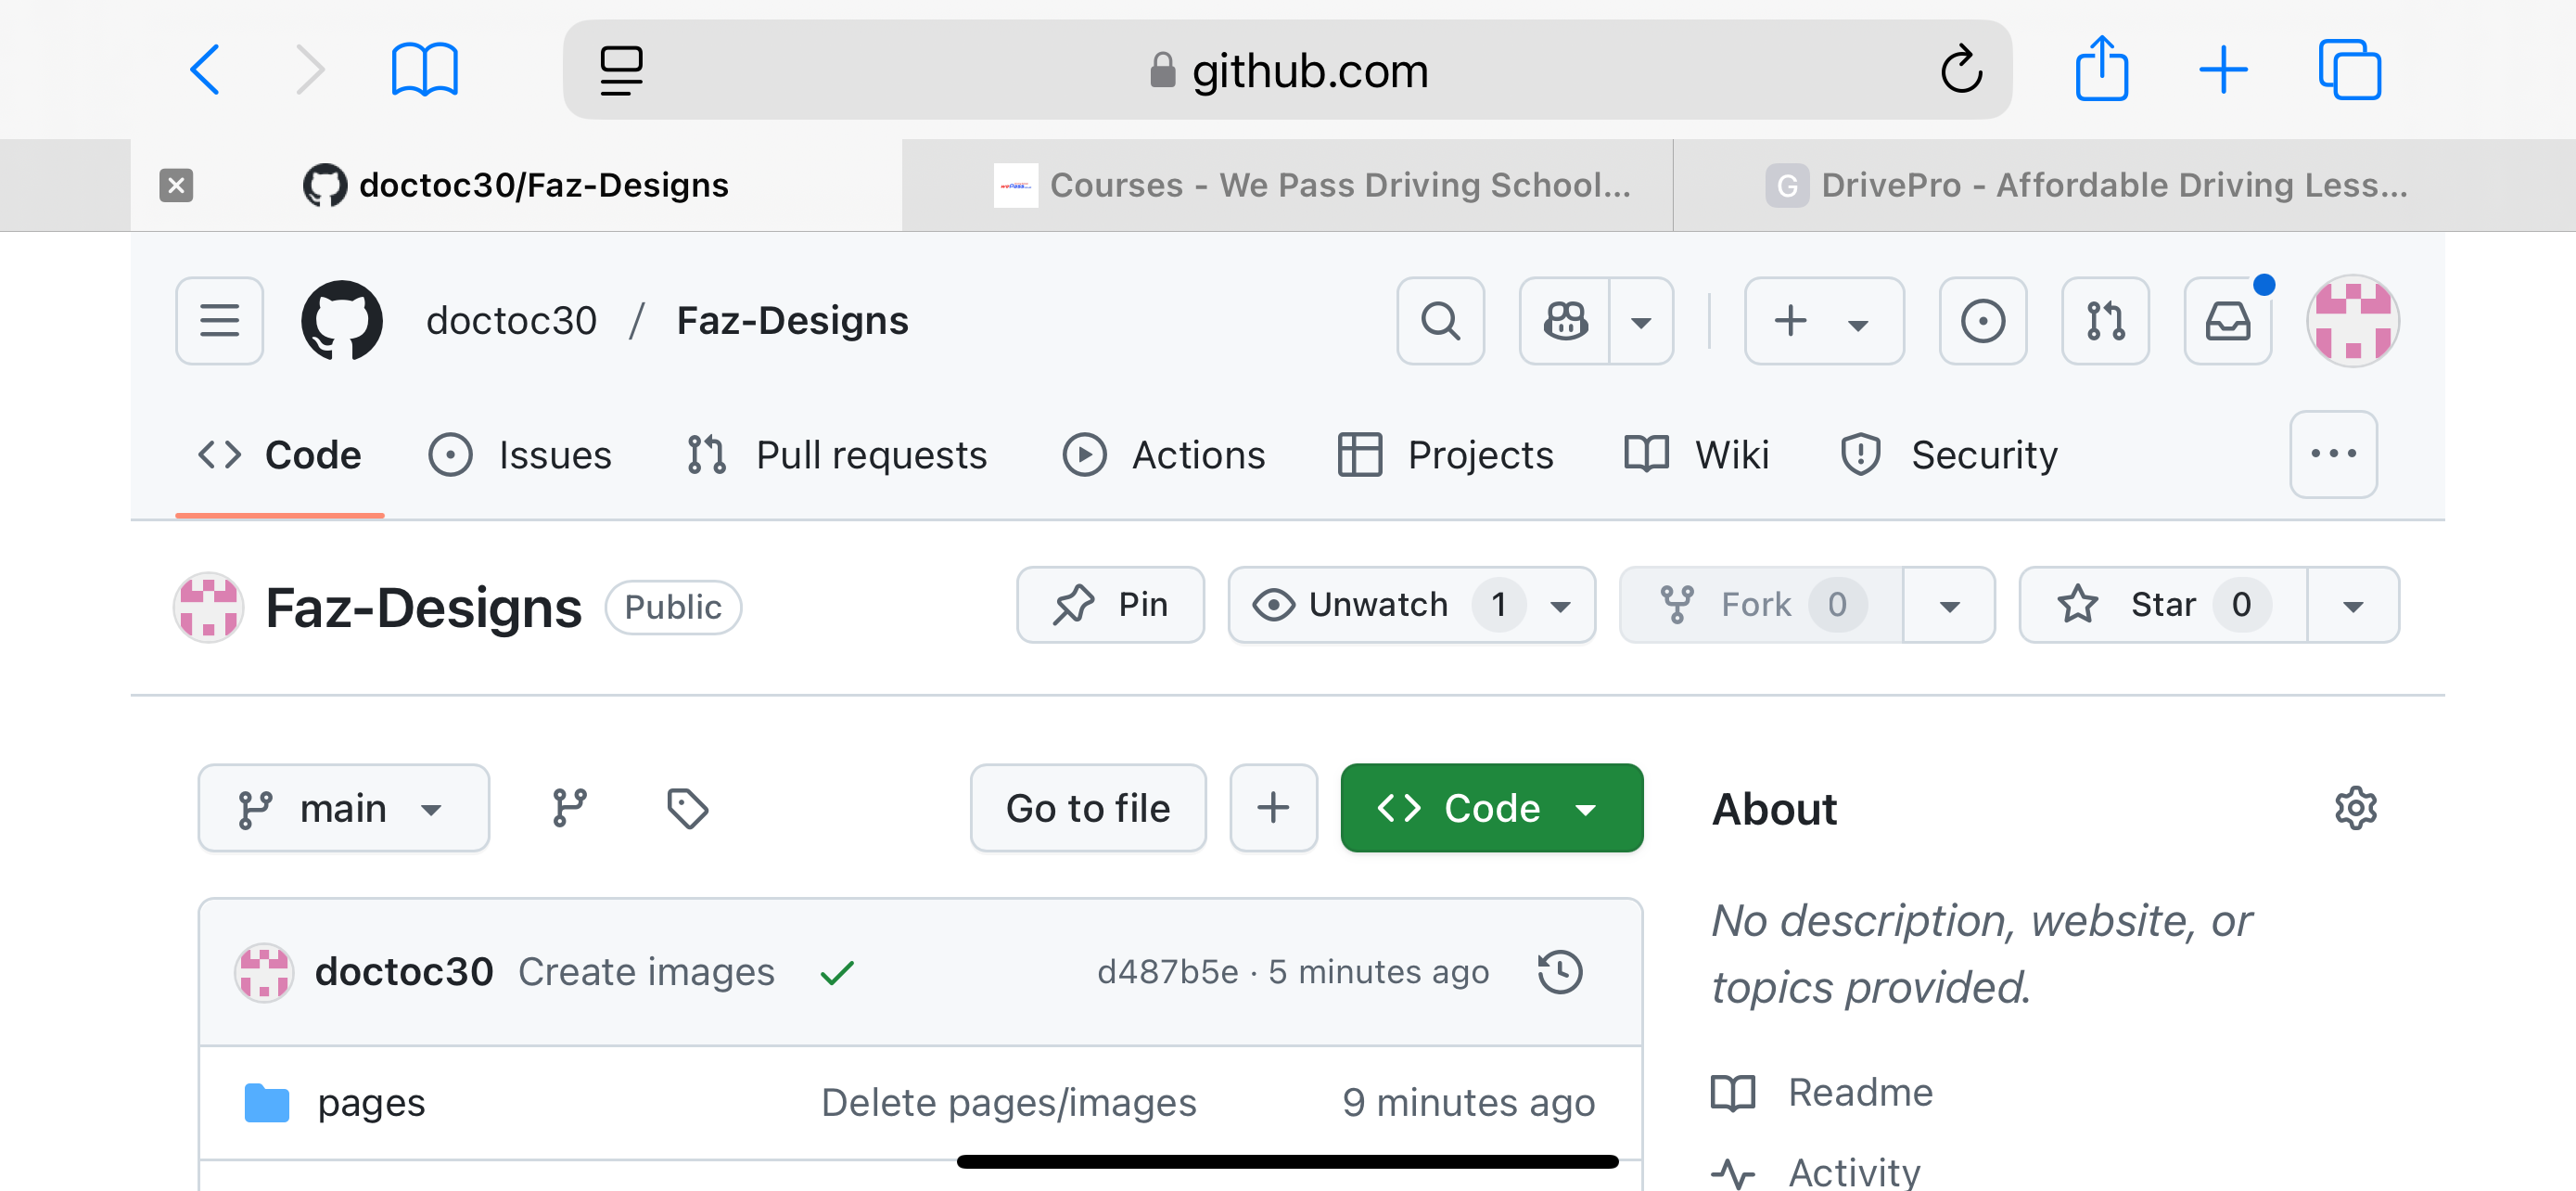 github.com
doctoc30/Faz-Designs
Courses - We Pass Driving School...
G DrivePro - Affordable Driving Less...
doctoc30 / Faz-Designs
Code Issues Pull requests Actions Projects Wiki Security
Faz-Designs Public Pin Unwatch 1 Fork 0 Star 0
main Go to file Code About
No description, website, or
topics provided.
doctoc30 Create images d487b5e · 5 minutes ago
pages Delete pages/images 9 minutes ago
Readme
Activity